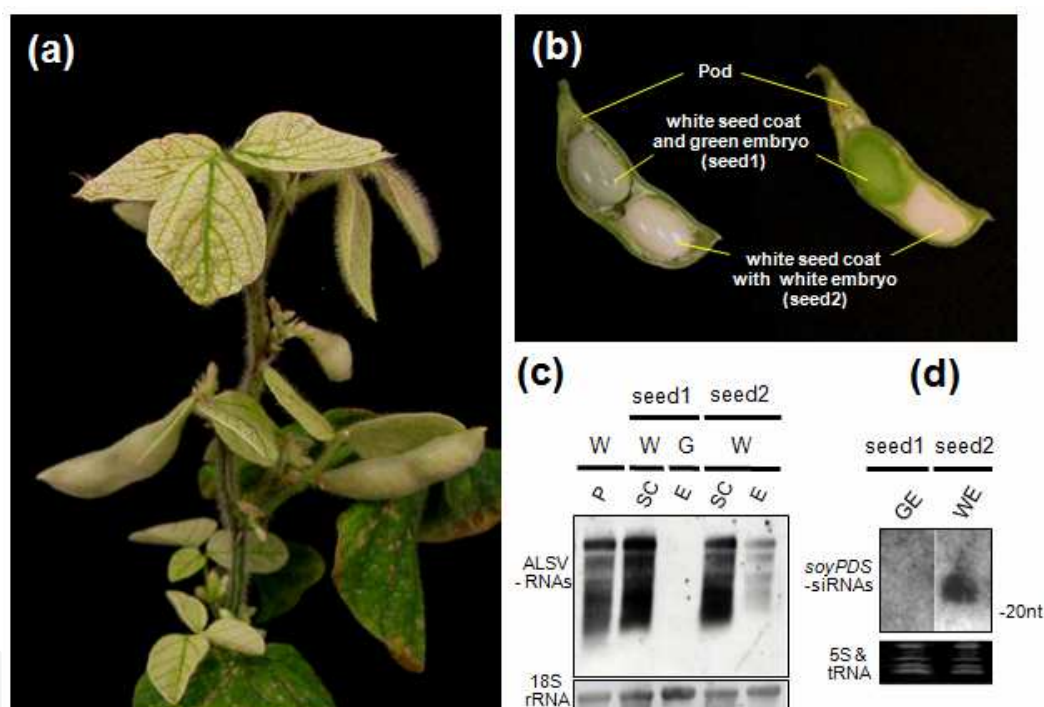 (a)
(b)
Pod
white seed coat
and green embryo
(seed1)
white seed coat
with white embryo
(seed2)
(c)
seed1 seed2
W W G W
P SC E SC E
ALSV
- RNAs
18S
rRNA
(d)
seed1 seed2
GE WE
soyPDS
-siRNAs
-20nt
5S &
tRNA